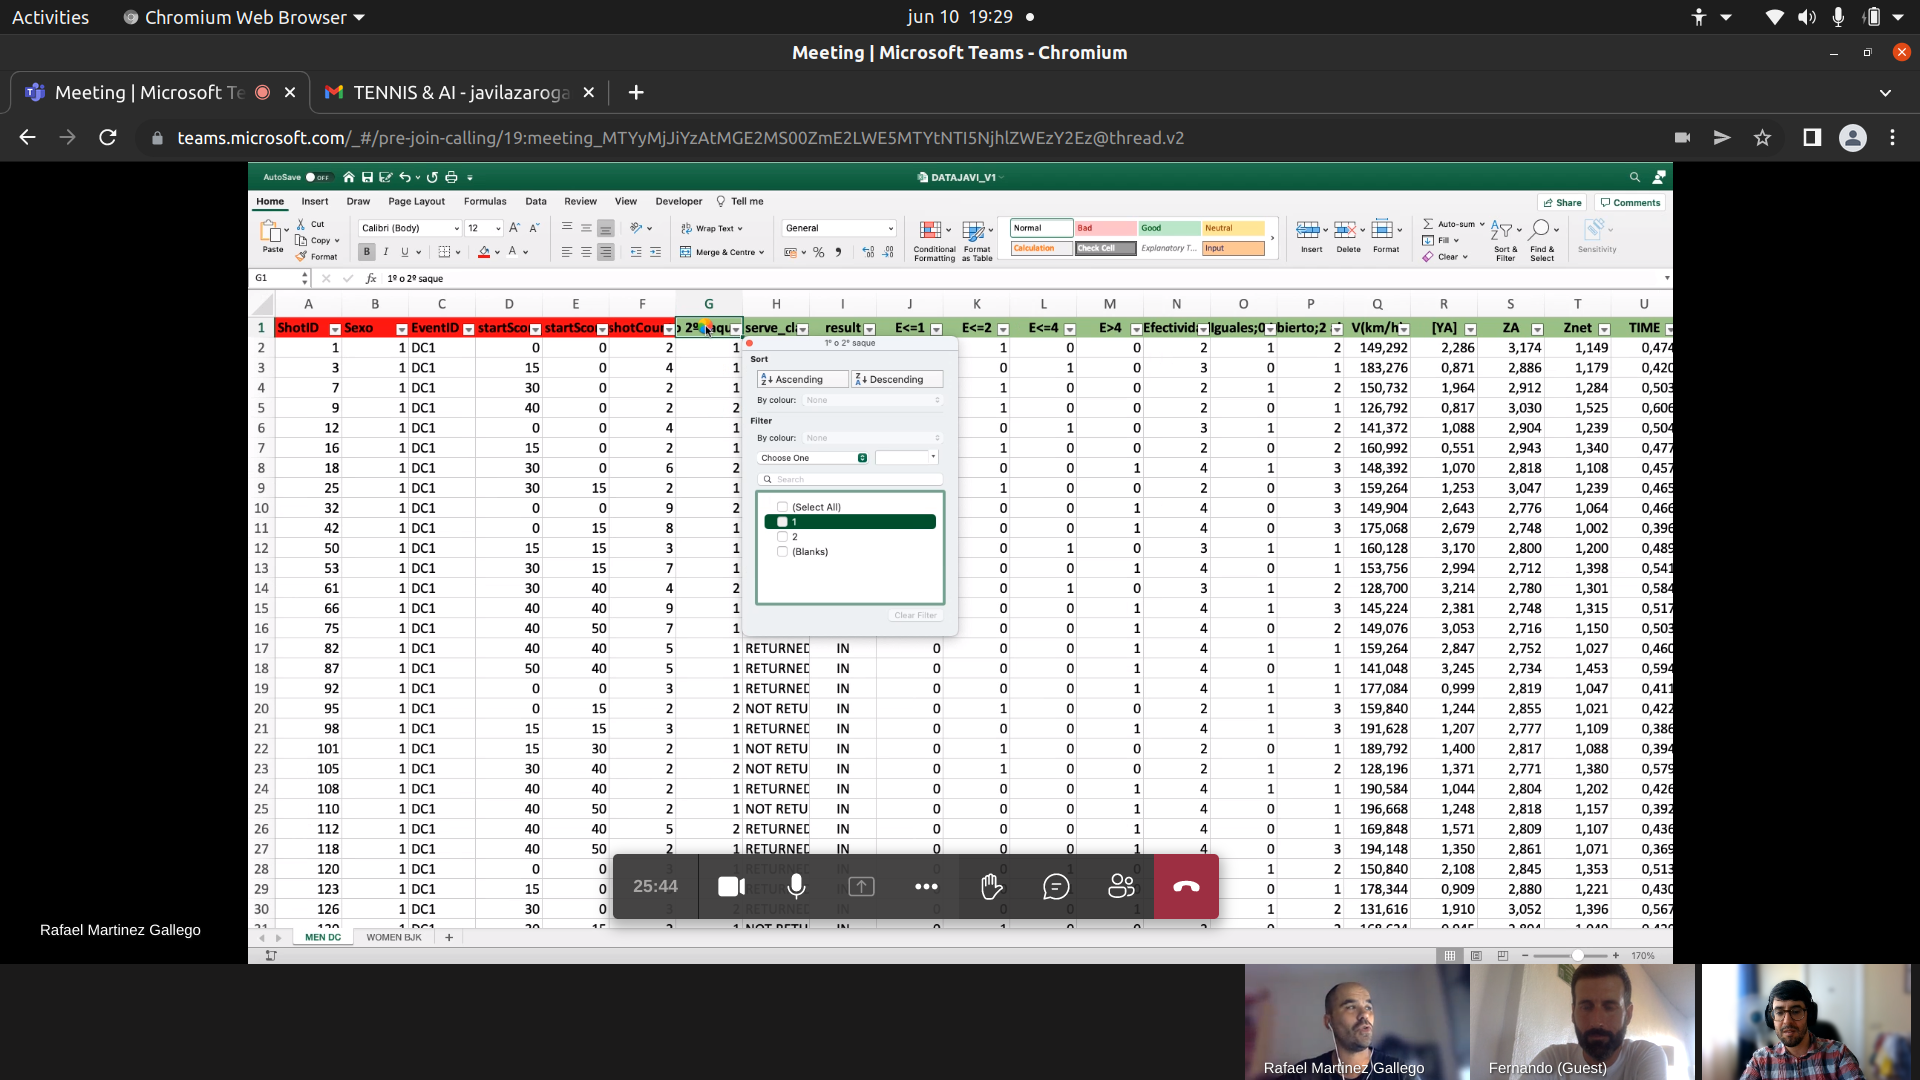 Activities Chromium Web Browser jun 10 19:29
Meeting | Microsoft Teams - Chromium
Meeting | Microsoft Te TENNIS & AI - javilazaroga
teams.microsoft.com/_#/pre-join-calling/19:meeting_MTYyMjJiYzAtMGE2MS00ZmE2LWE5MTYtNTI5NjhlZWEzY2Ez@thread.v2
AutoSave OFF DATAJAVI_V1
Home Insert Draw Page Layout Formulas Data Review View Developer Tell me Share Comments
Paste Cut Copy Format Calibri (Body) 12 Wrap Text Merge & Centre General Conditional Formatting Format as Table Normal Bad Good Neutral Calculation Check Cell Explanatory T... Input Insert Delete Format Auto-sum Fill Clear Sort & Filter Find & Select Sensitivity
G1 fx 1º o 2º saque
A B C D E F G H I J K L M N O P Q R S T U
1 ShotID Sexo EventID startSco startSco shotCou serve_cla result E<=1 E<=2 E<=4 E>4 Efectivida Iguales;0 bierto;2 V(km/h [YA] ZA Znet TIME
2 1 1 DC1 0 0 2 1 1 0 0 2 1 2 149,292 2,286 3,174 1,149 0,474
3 3 1 DC1 15 0 4 1 0 1 0 3 0 1 183,276 0,871 2,886 1,179 0,420
4 7 1 DC1 30 0 2 1 1 0 0 2 1 2 150,732 1,964 2,912 1,284 0,503
5 9 1 DC1 40 0 2 2 1 0 0 2 0 1 126,792 0,817 3,030 1,525 0,606
6 12 1 DC1 0 0 4 1 0 1 0 3 1 2 141,372 1,088 2,904 1,239 0,504
7 16 1 DC1 15 0 2 1 1 0 0 2 0 2 160,992 0,551 2,943 1,340 0,477
8 18 1 DC1 30 0 6 2 0 0 1 4 1 3 148,392 1,070 2,818 1,108 0,457
9 25 1 DC1 30 15 2 1 1 0 0 2 0 3 159,264 1,253 3,047 1,239 0,465
10 32 1 DC1 0 0 9 2 0 0 1 4 0 3 149,904 2,643 2,776 1,064 0,466
11 42 1 DC1 0 15 8 1 0 0 1 4 0 3 175,068 2,679 2,748 1,002 0,396
12 50 1 DC1 15 15 3 1 0 1 0 3 1 1 160,128 3,170 2,800 1,200 0,489
13 53 1 DC1 30 15 7 1 0 0 1 4 0 1 153,756 2,994 2,712 1,398 0,541
14 61 1 DC1 30 40 4 2 0 1 0 3 1 2 128,700 3,214 2,780 1,301 0,584
15 66 1 DC1 40 40 9 1 0 0 1 4 1 3 145,224 2,381 2,748 1,315 0,517
16 75 1 DC1 40 50 7 1 0 0 1 4 0 2 149,076 3,053 2,716 1,150 0,503
17 82 1 DC1 40 40 5 1 RETURNED IN 0 0 0 1 4 1 1 159,264 2,847 2,752 1,027 0,460
18 87 1 DC1 50 40 5 1 RETURNED IN 0 0 0 1 4 0 1 141,048 3,245 2,734 1,453 0,594
19 92 1 DC1 0 0 3 1 RETURNED IN 0 0 0 1 4 1 1 177,084 0,999 2,819 1,047 0,411
20 95 1 DC1 0 15 2 2 NOT RETU IN 0 1 0 0 2 1 3 159,840 1,244 2,855 1,021 0,422
21 98 1 DC1 15 15 3 1 RETURNED IN 0 0 0 1 4 1 3 191,628 1,207 2,777 1,109 0,386
22 101 1 DC1 15 30 2 1 NOT RETU IN 0 1 0 0 2 0 1 189,792 1,400 2,817 1,088 0,394
23 105 1 DC1 30 40 2 2 NOT RETU IN 0 1 0 0 2 1 2 128,196 1,371 2,771 1,380 0,579
24 108 1 DC1 40 40 2 1 RETURNED IN 0 0 0 1 4 1 1 190,584 1,044 2,804 1,202 0,426
25 110 1 DC1 40 50 2 1 NOT RETU IN 0 0 0 1 4 1 1 196,668 1,248 2,818 1,157 0,392
26 112 1 DC1 40 40 5 2 RETURNED IN 0 0 0 1 4 0 1 169,848 1,571 2,809 1,107 0,436
27 118 1 DC1 40 50 2 1 RETURNED IN 0 0 0 1 4 0 3 194,148 1,350 2,861 1,071 0,369
28 120 1 DC1 0 0 1 2 150,840 2,108 2,845 1,353 0,513
29 123 1 DC1 15 0 0 1 178,344 0,909 2,880 1,221 0,430
30 126 1 DC1 30 0 1 2 131,616 1,910 3,052 1,396 0,567
1º o 2º saque
Sort
Ascending Descending
By colour: None
Filter
By colour: None
Choose One
Search
(Select All)
1
2
(Blanks)
Clear Filter
25:44
MEN DC WOMEN BJK
170%
Rafael Martinez Gallego
Rafael Martinez Gallego
Fernando (Guest)